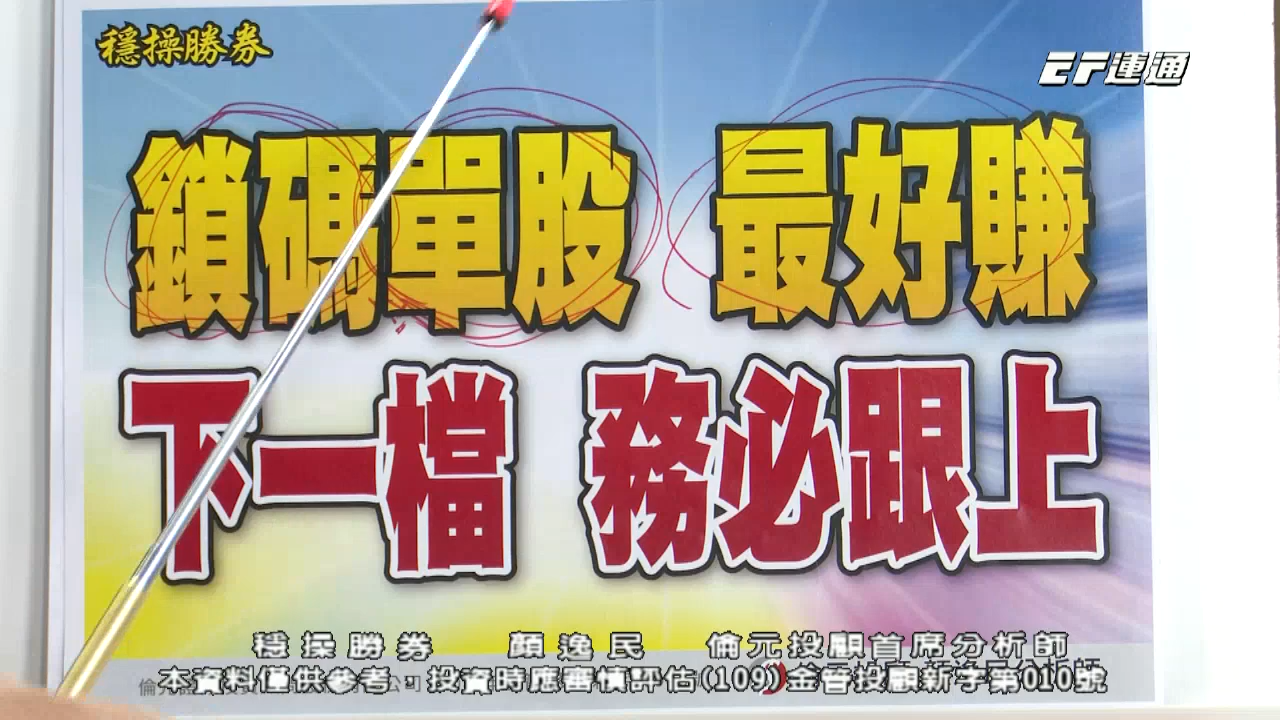 穩操勝券
EF運通
鎖碼單股 最好賺
下一檔 務必跟上
穩操勝券 顏逸民 倫元投顧首席分析師
本資料僅供參考，投資時應審慎評估(109)金管投顧新字第010號